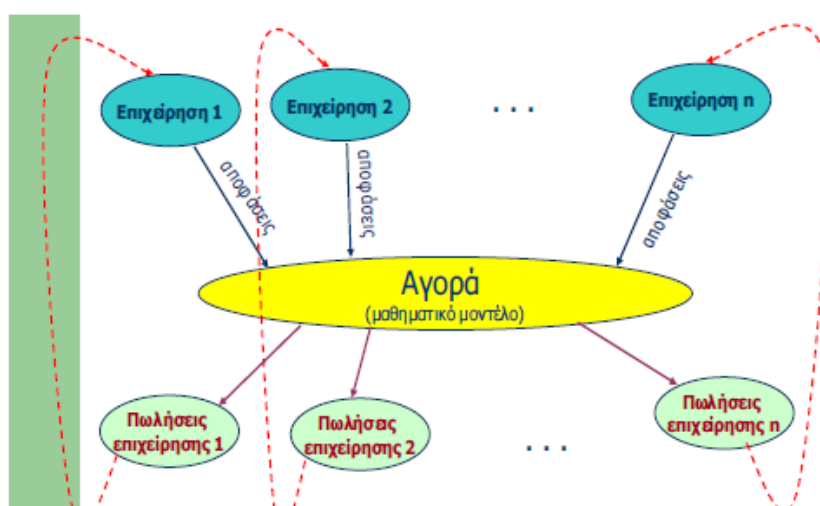 Επιχείρηση 1
Επιχείρηση 2
. . .
Επιχείρηση n
αποφάσεις
αποφάσεις
αποφάσεις
Αγορά
(μαθηματικό μοντέλο)
Πωλήσεις
επιχείρησης 1
Πωλήσεις
επιχείρησης 2
. . .
Πωλήσεις
επιχείρησης n